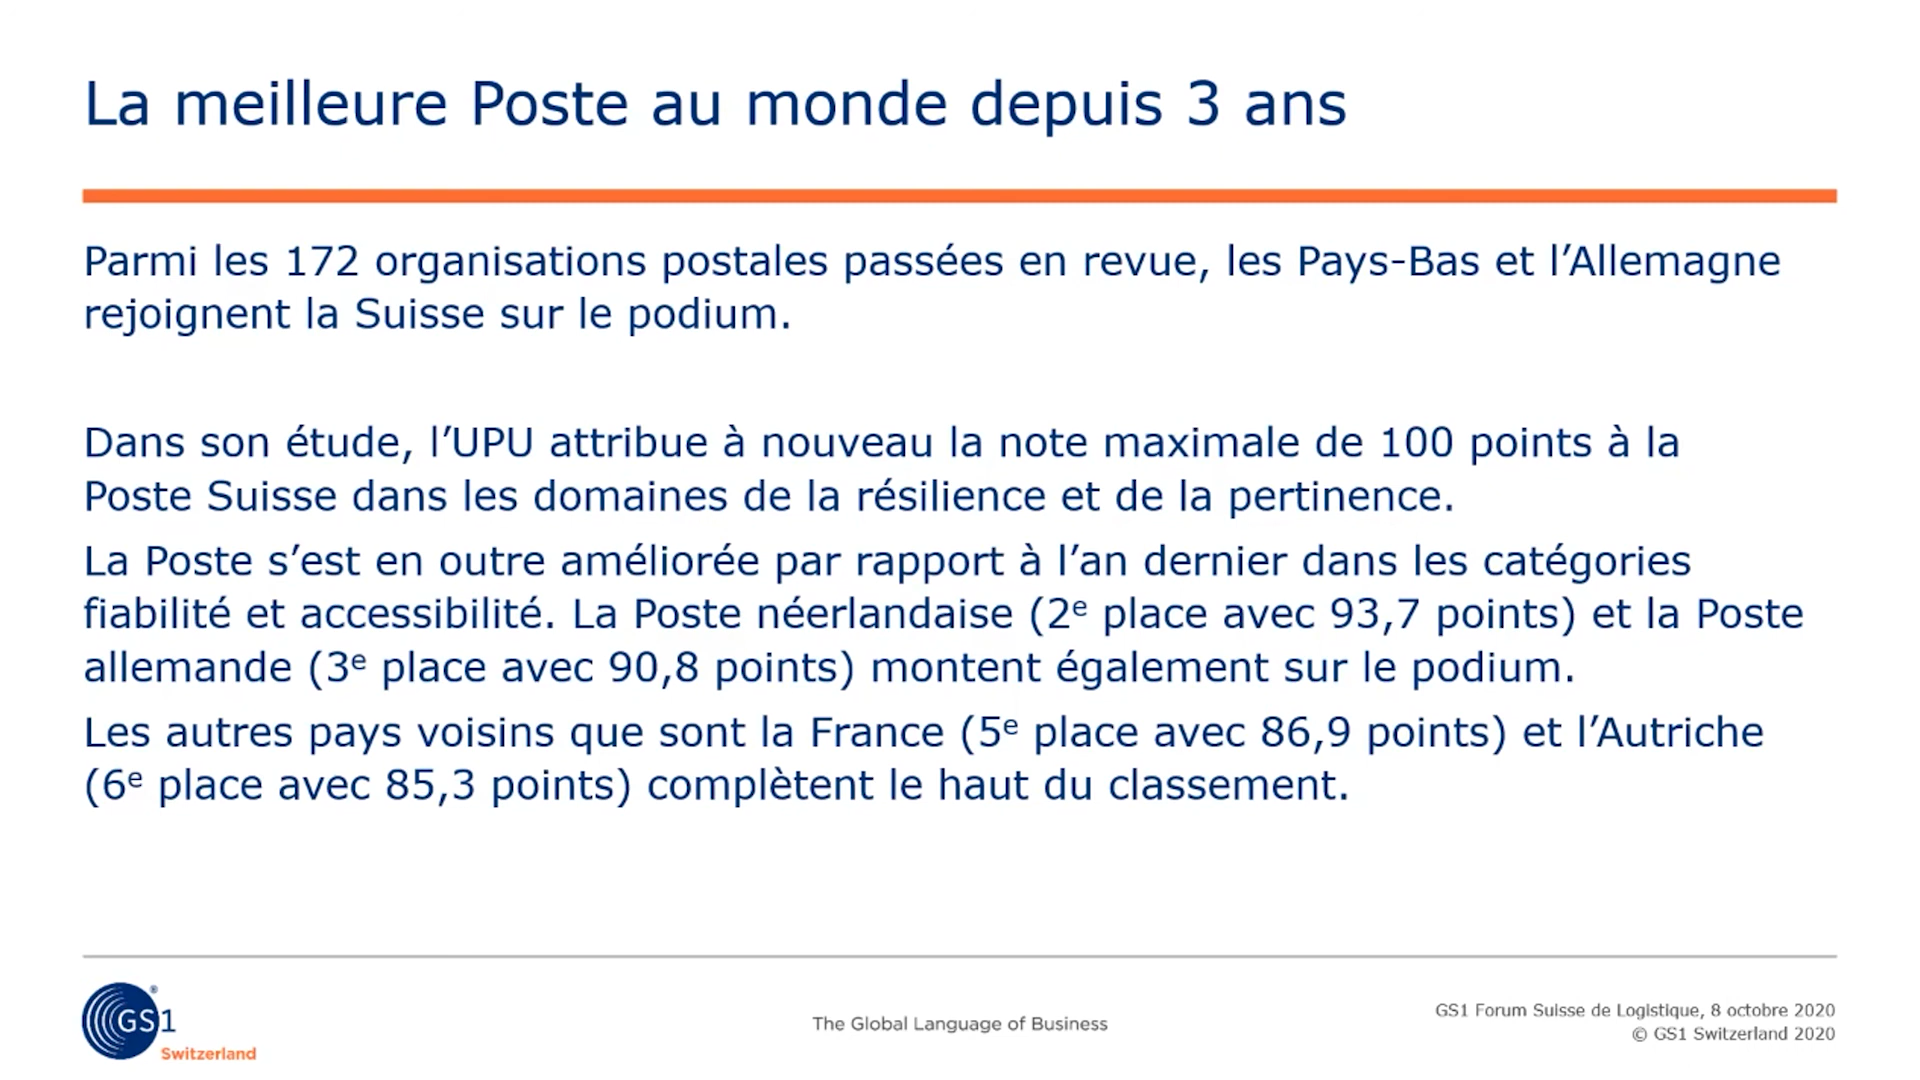 La meilleure Poste au monde depuis 3 ans
Parmi les 172 organisations postales passées en revue, les Pays-Bas et l’Allemagne
rejoignent la Suisse sur le podium.
Dans son étude, l’UPU attribue à nouveau la note maximale de 100 points à la
Poste Suisse dans les domaines de la résilience et de la pertinence.
La Poste s’est en outre améliorée par rapport à l’an dernier dans les catégories
fiabilité et accessibilité. La Poste néerlandaise (2e place avec 93,7 points) et la Poste
allemande (3e place avec 90,8 points) montent également sur le podium.
Les autres pays voisins que sont la France (5e place avec 86,9 points) et l’Autriche
(6e place avec 85,3 points) complètent le haut du classement.
GS1 ®
Switzerland
The Global Language of Business
GS1 Forum Suisse de Logistique, 8 octobre 2020
© GS1 Switzerland 2020